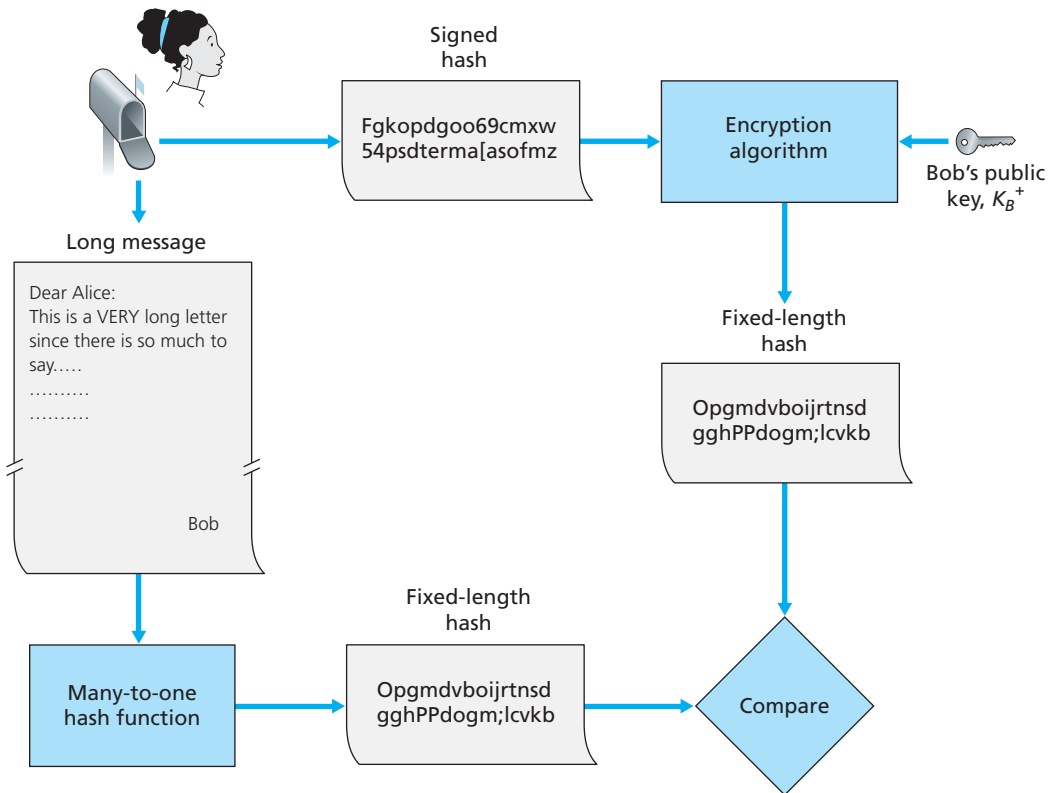 Signed
hash
Fgkopdgoo69cmxw
54psdterma[asofmz
Encryption
algorithm
Bob's public
key, K_B^+
Long message
Dear Alice:
This is a VERY long letter
since there is so much to
say.....
..........
..........
Bob
Fixed-length
hash
Opgmdvboijrtnsd
gghPPdogm;lcvkb
Many-to-one
hash function
Fixed-length
hash
Opgmdvboijrtnsd
gghPPdogm;lcvkb
Compare